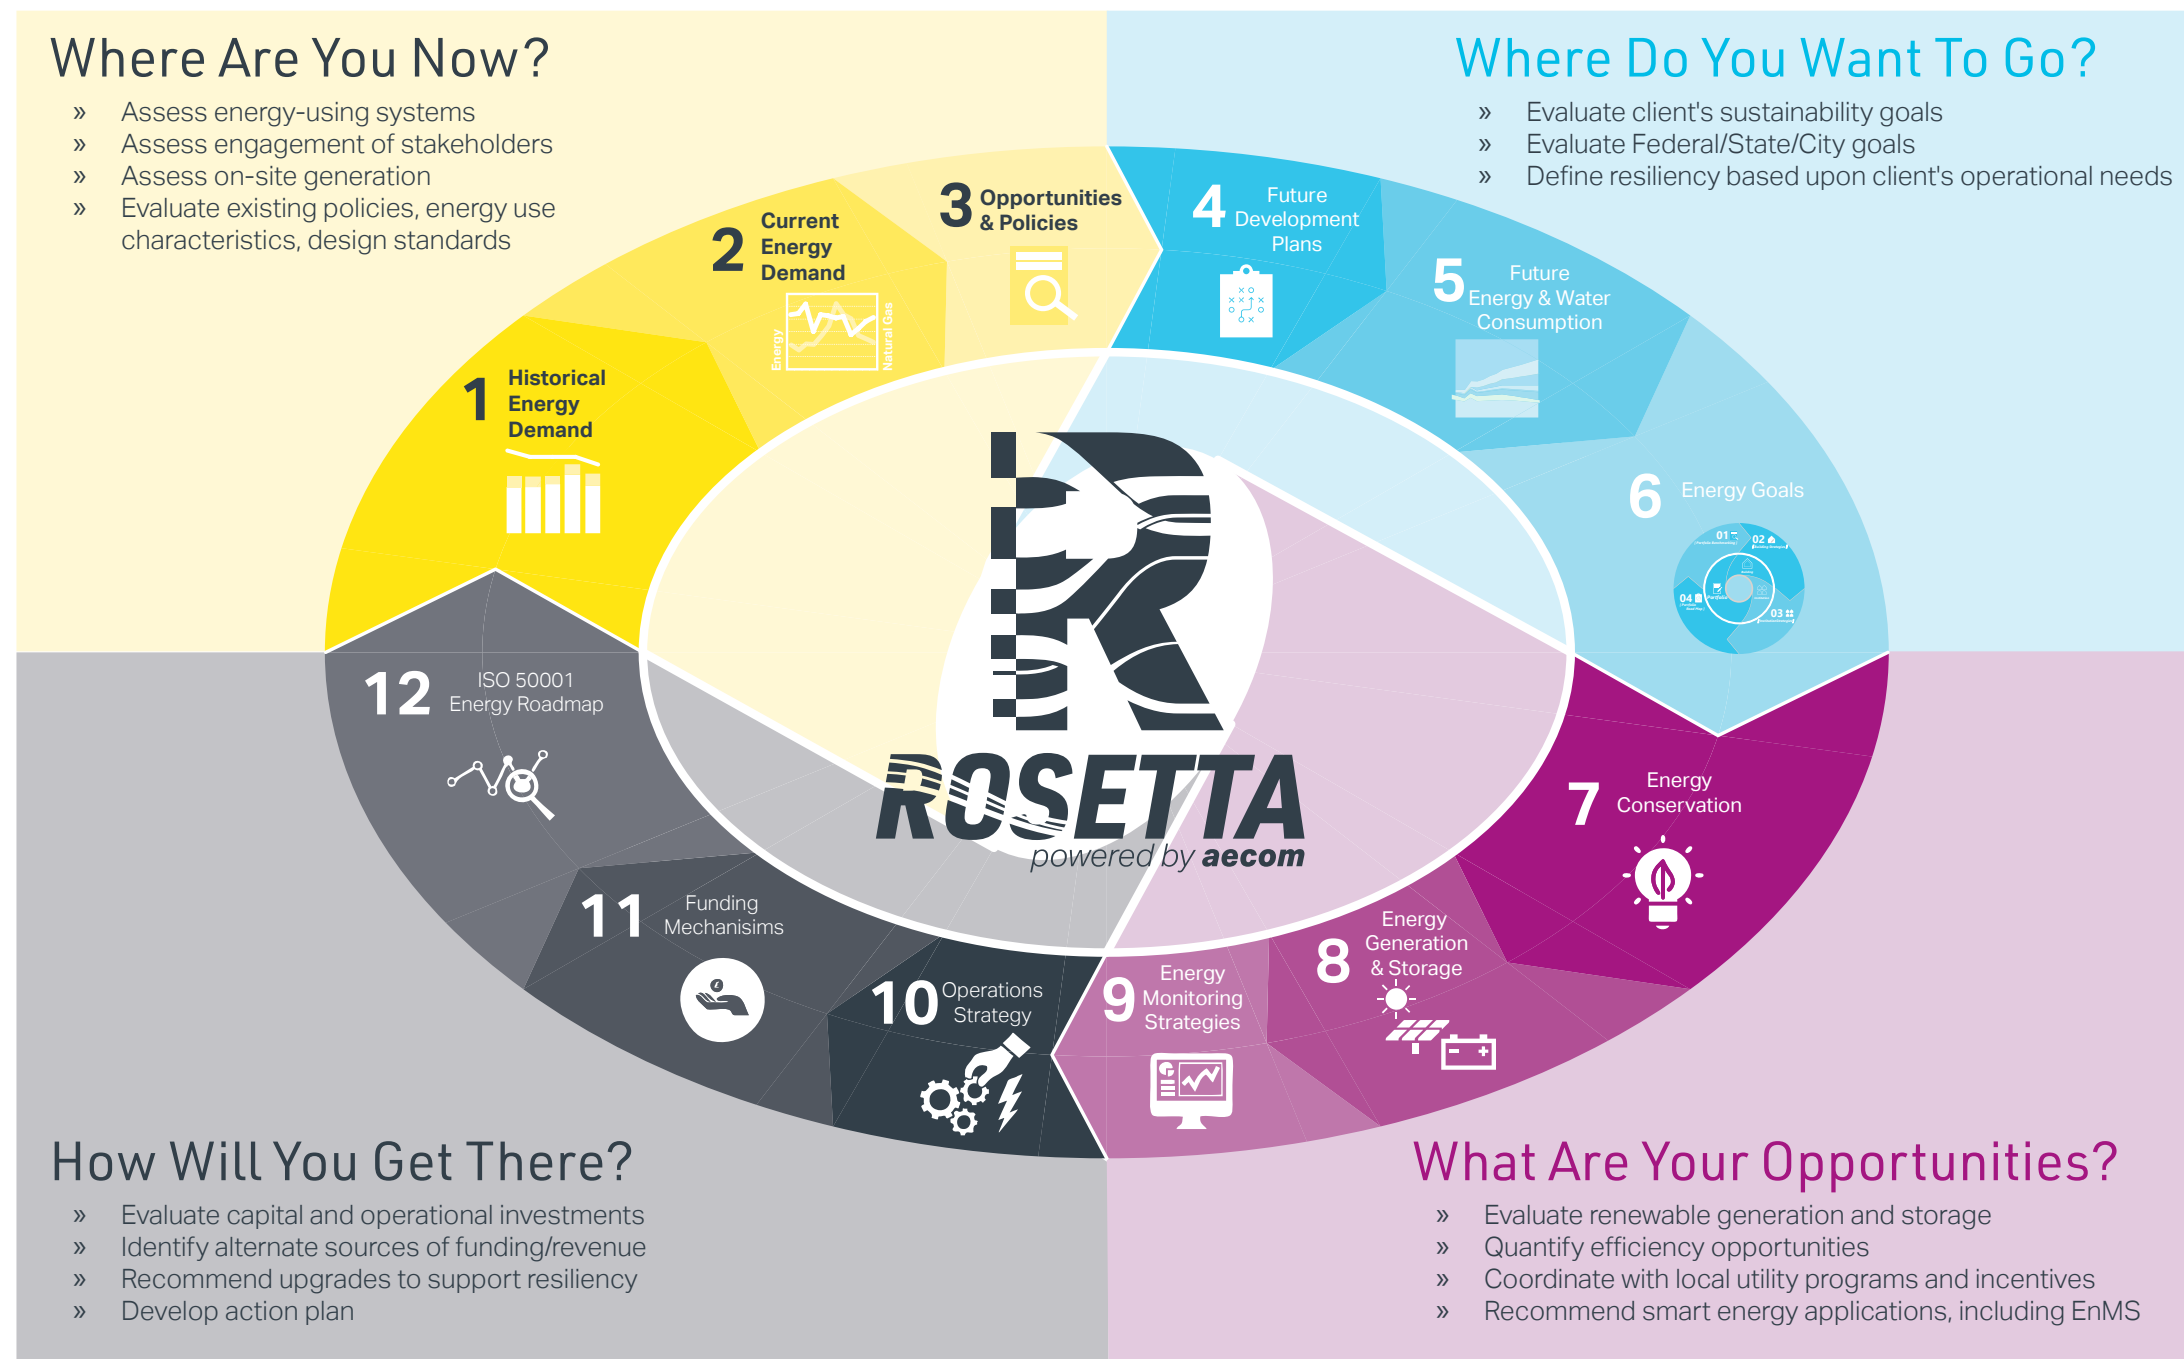 Where Are You Now?
» Assess energy-using systems
» Assess engagement of stakeholders
» Assess on-site generation
» Evaluate existing policies, energy use
characteristics, design standards
Where Do You Want To Go?
» Evaluate client's sustainability goals
» Evaluate Federal/State/City goals
» Define resiliency based upon client's operational needs
1
Historical
Energy
Demand
2
Current
Energy
Demand
Energy
Natural Gas
3
Opportunities
& Policies
4
Future
Development
Plans
5
Future
Energy & Water
Consumption
6
Energy Goals
01
02
03
04
7
Energy
Conservation
8
Energy
Generation
& Storage
9
Energy
Monitoring
Strategies
10
Operations
Strategy
11
Funding
Mechanisims
12
ISO 50001
Energy Roadmap
R
ROSETTA
powered by aecom
How Will You Get There?
» Evaluate capital and operational investments
» Identify alternate sources of funding/revenue
» Recommend upgrades to support resiliency
» Develop action plan
What Are Your Opportunities?
» Evaluate renewable generation and storage
» Quantify efficiency opportunities
» Coordinate with local utility programs and incentives
» Recommend smart energy applications, including EnMS